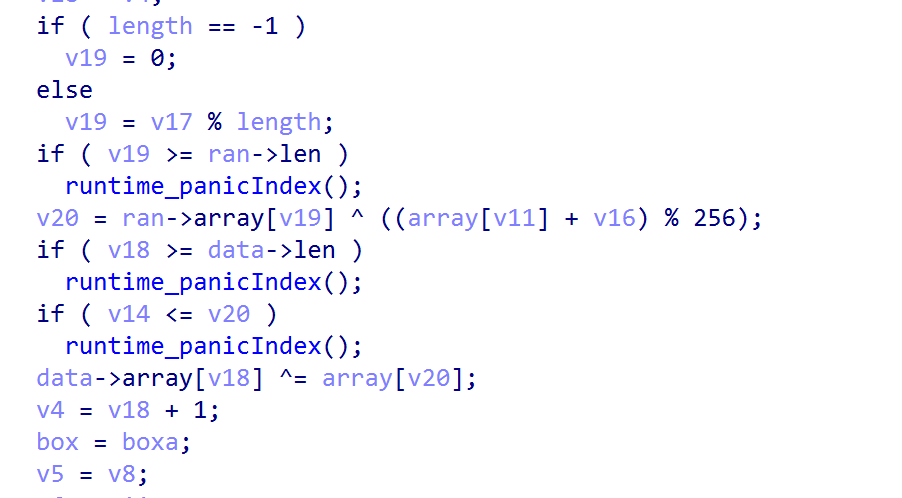 if ( length == -1 )
v19 = 0;
else
v19 = v17 % length;
if ( v19 >= ran->len )
runtime_panicIndex();
v20 = ran->array[v19] ^ ((array[v11] + v16) % 256);
if ( v18 >= data->len )
runtime_panicIndex();
if ( v14 <= v20 )
runtime_panicIndex();
data->array[v18] ^= array[v20];
v4 = v18 + 1;
box = boxa;
v5 = v8;